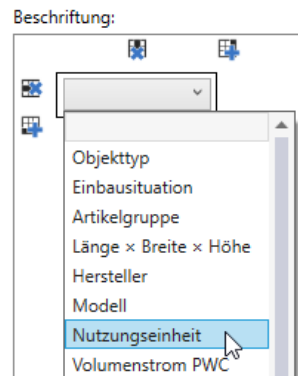 Beschriftung:
Objekttyp
Einbausituation
Artikelgruppe
Länge × Breite × Höhe
Hersteller
Modell
Nutzungseinheit
Volumenstrom PWC